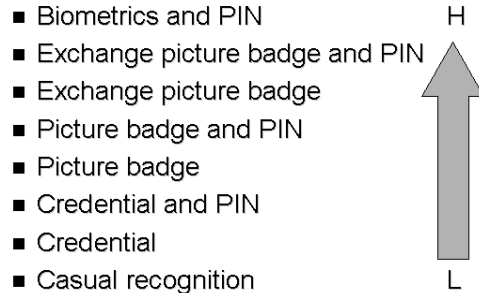 ■ Biometrics and PIN H
■ Exchange picture badge and PIN
■ Exchange picture badge
■ Picture badge and PIN
■ Picture badge
■ Credential and PIN
■ Credential
■ Casual recognition L